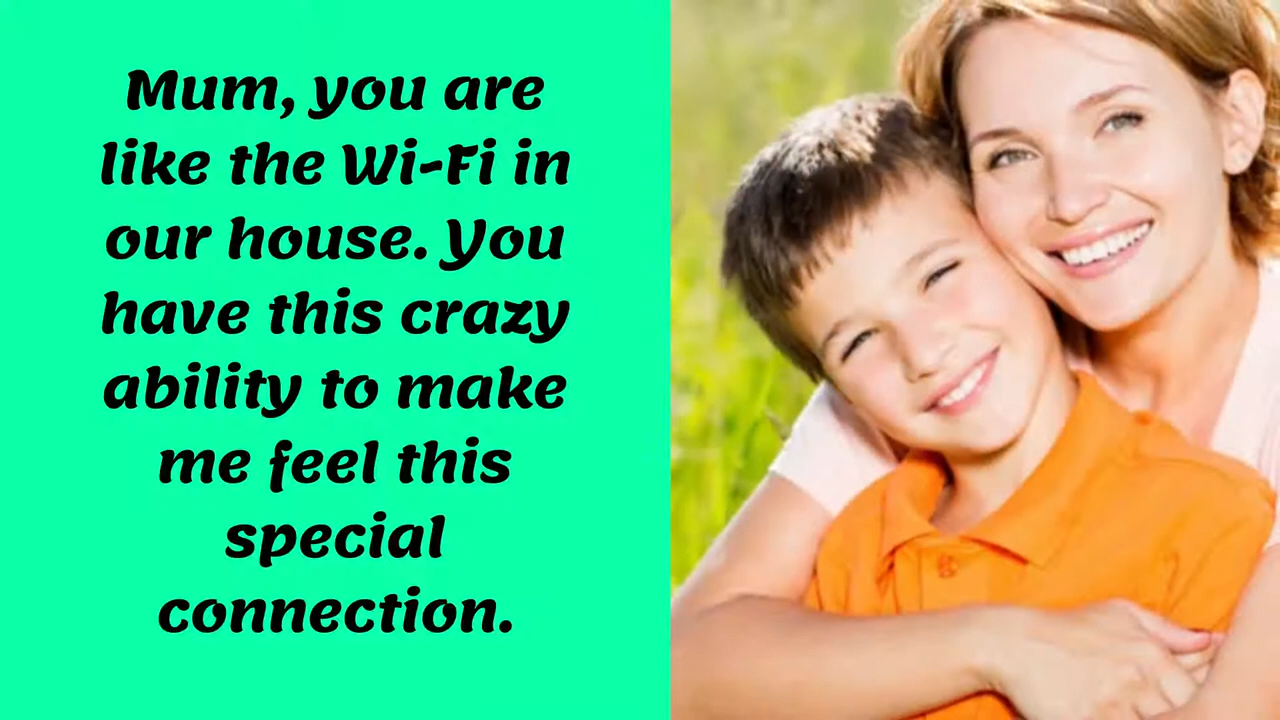 Mum, you are
like the Wi-Fi in
our house. You
have this crazy
ability to make
me feel this
special
connection.